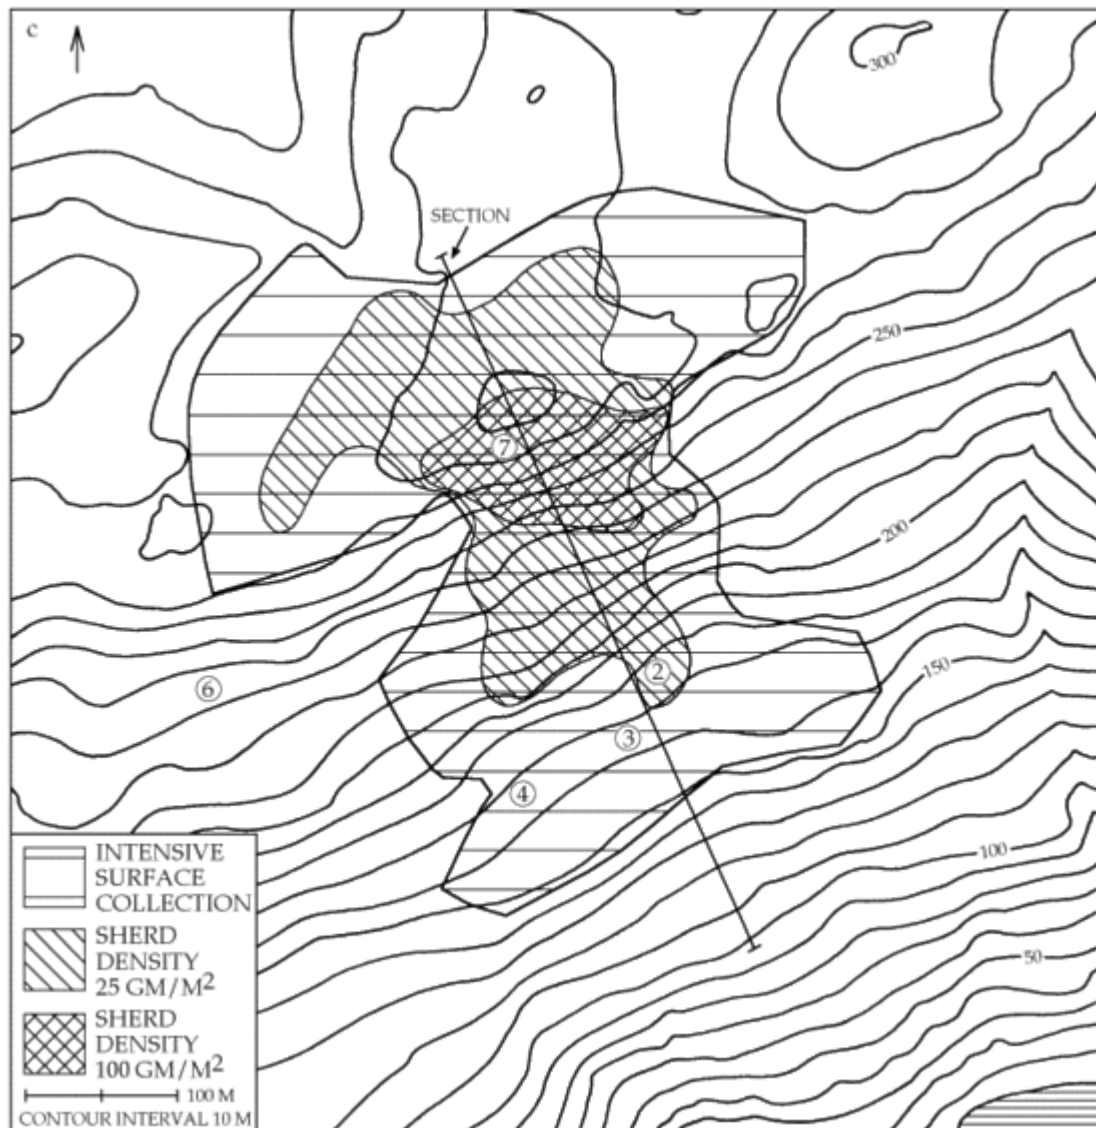 c
300
SECTION
250
7
200
2
150
6
3
4
100
50
INTENSIVE
SURFACE
COLLECTION
SHERD
DENSITY
25 GM/M²
SHERD
DENSITY
100 GM/M²
100 M
CONTOUR INTERVAL 10 M